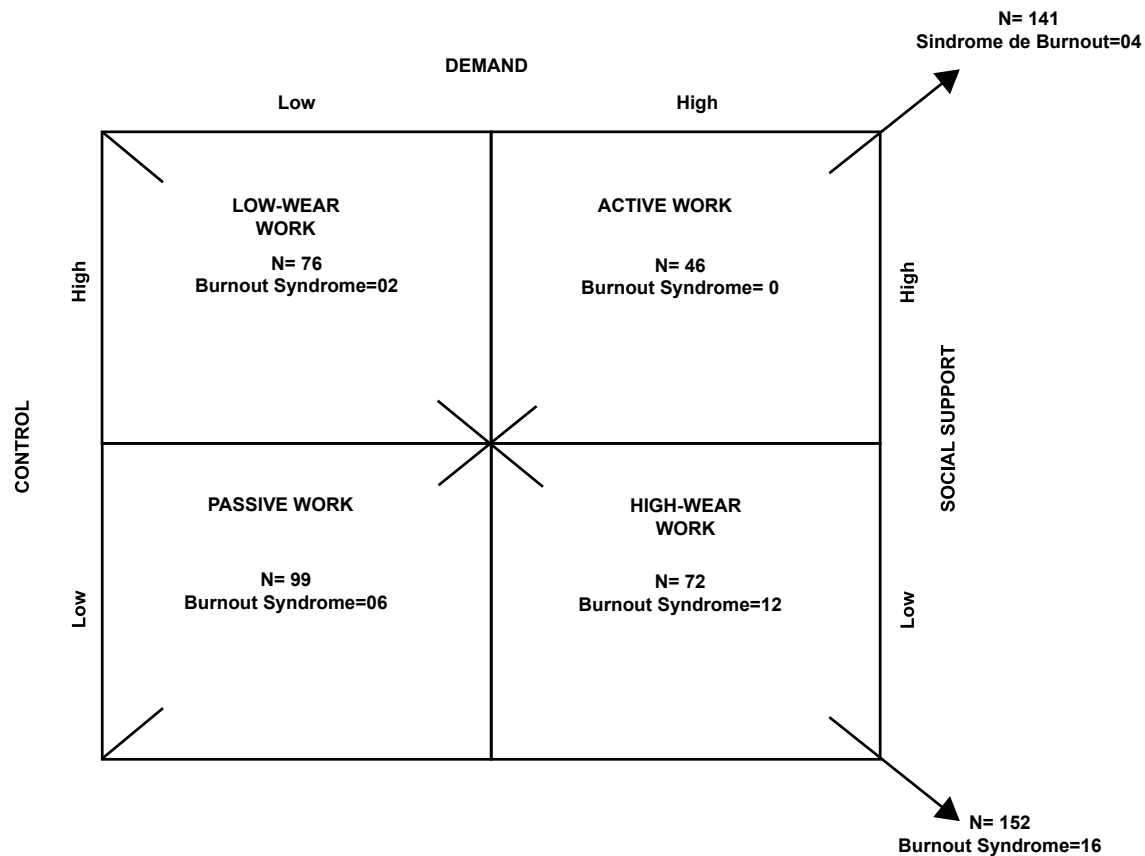 N= 141
Sindrome de Burnout=04
DEMAND
Low
High
LOW-WEAR
WORK
N= 76
Burnout Syndrome=02
ACTIVE WORK
N= 46
Burnout Syndrome= 0
High
High
CONTROL
SOCIAL SUPPORT
PASSIVE WORK
N= 99
Burnout Syndrome=06
HIGH-WEAR
WORK
N= 72
Burnout Syndrome=12
Low
Low
N= 152
Burnout Syndrome=16